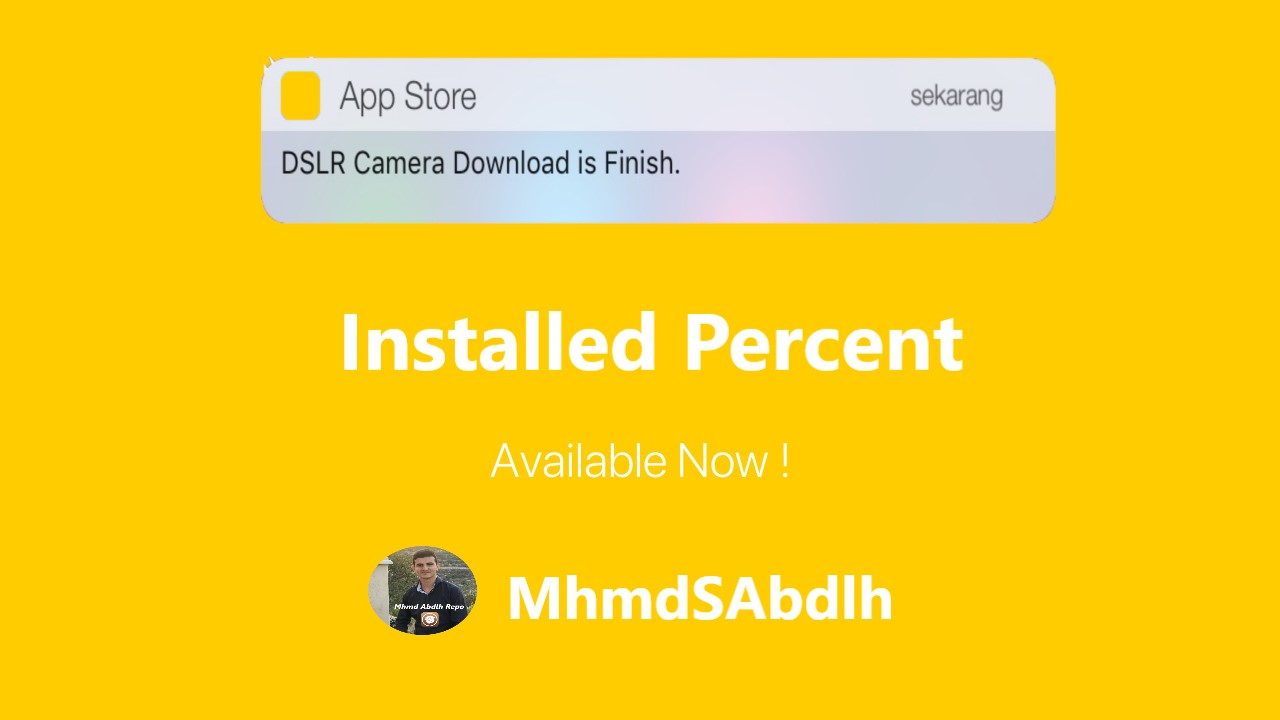 App Store sekarang
DSLR Camera Download is Finish.
Installed Percent
Available Now !
Mhmd Abdlh Repo
MhmdSAbdlh